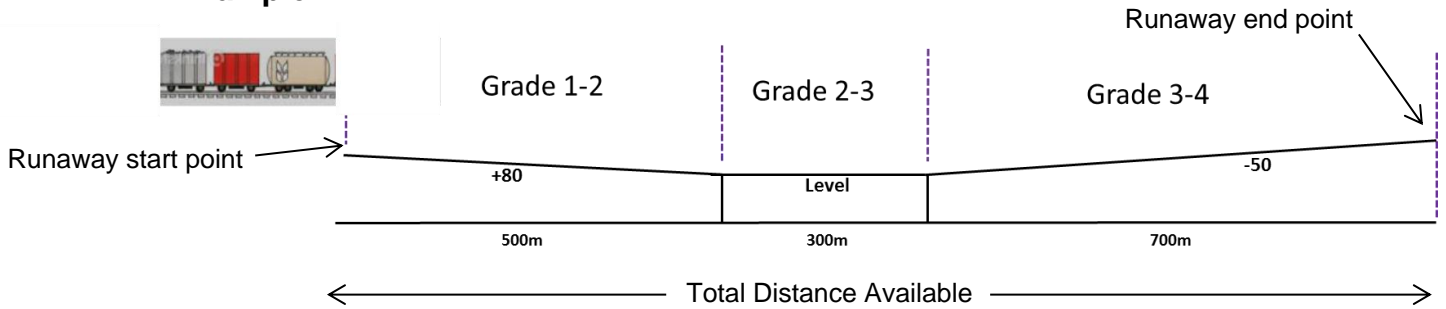 Runaway end point
Grade 1-2
Grade 2-3
Grade 3-4
Runaway start point
+80
Level
-50
500m
300m
700m
Total Distance Available